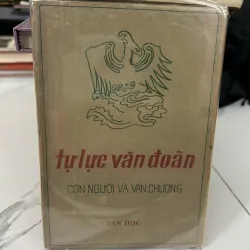 tự lực văn đoàn
CON NGƯỜI VÀ VĂN CHƯƠNG
VĂN HỌC